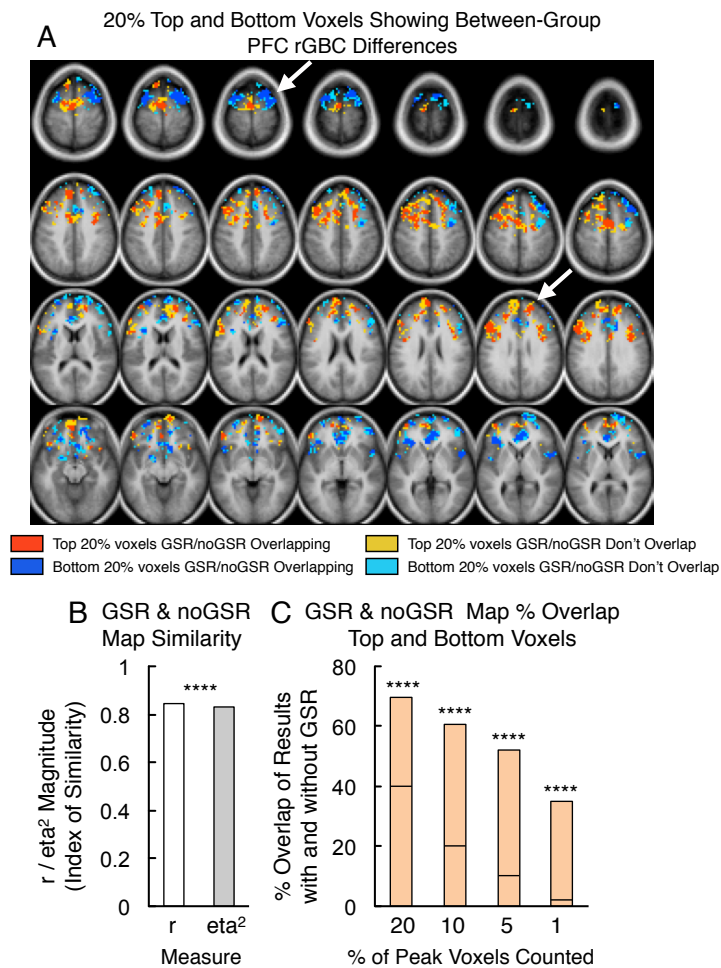 A
20% Top and Bottom Voxels Showing Between-Group
PFC rGBC Differences
Top 20% voxels GSR/noGSR Overlapping
Top 20% voxels GSR/noGSR Don't Overlap
Bottom 20% voxels GSR/noGSR Overlapping
Bottom 20% voxels GSR/noGSR Don't Overlap
B GSR & noGSR
Map Similarity
r / eta² Magnitude
(Index of Similarity)
1
0.8
0.6
0.4
0.2
0
****
r eta²
Measure
C GSR & noGSR Map % Overlap
Top and Bottom Voxels
% Overlap of Results
with and without GSR
80
60
40
20
0
****
****
****
****
20 10 5 1
% of Peak Voxels Counted